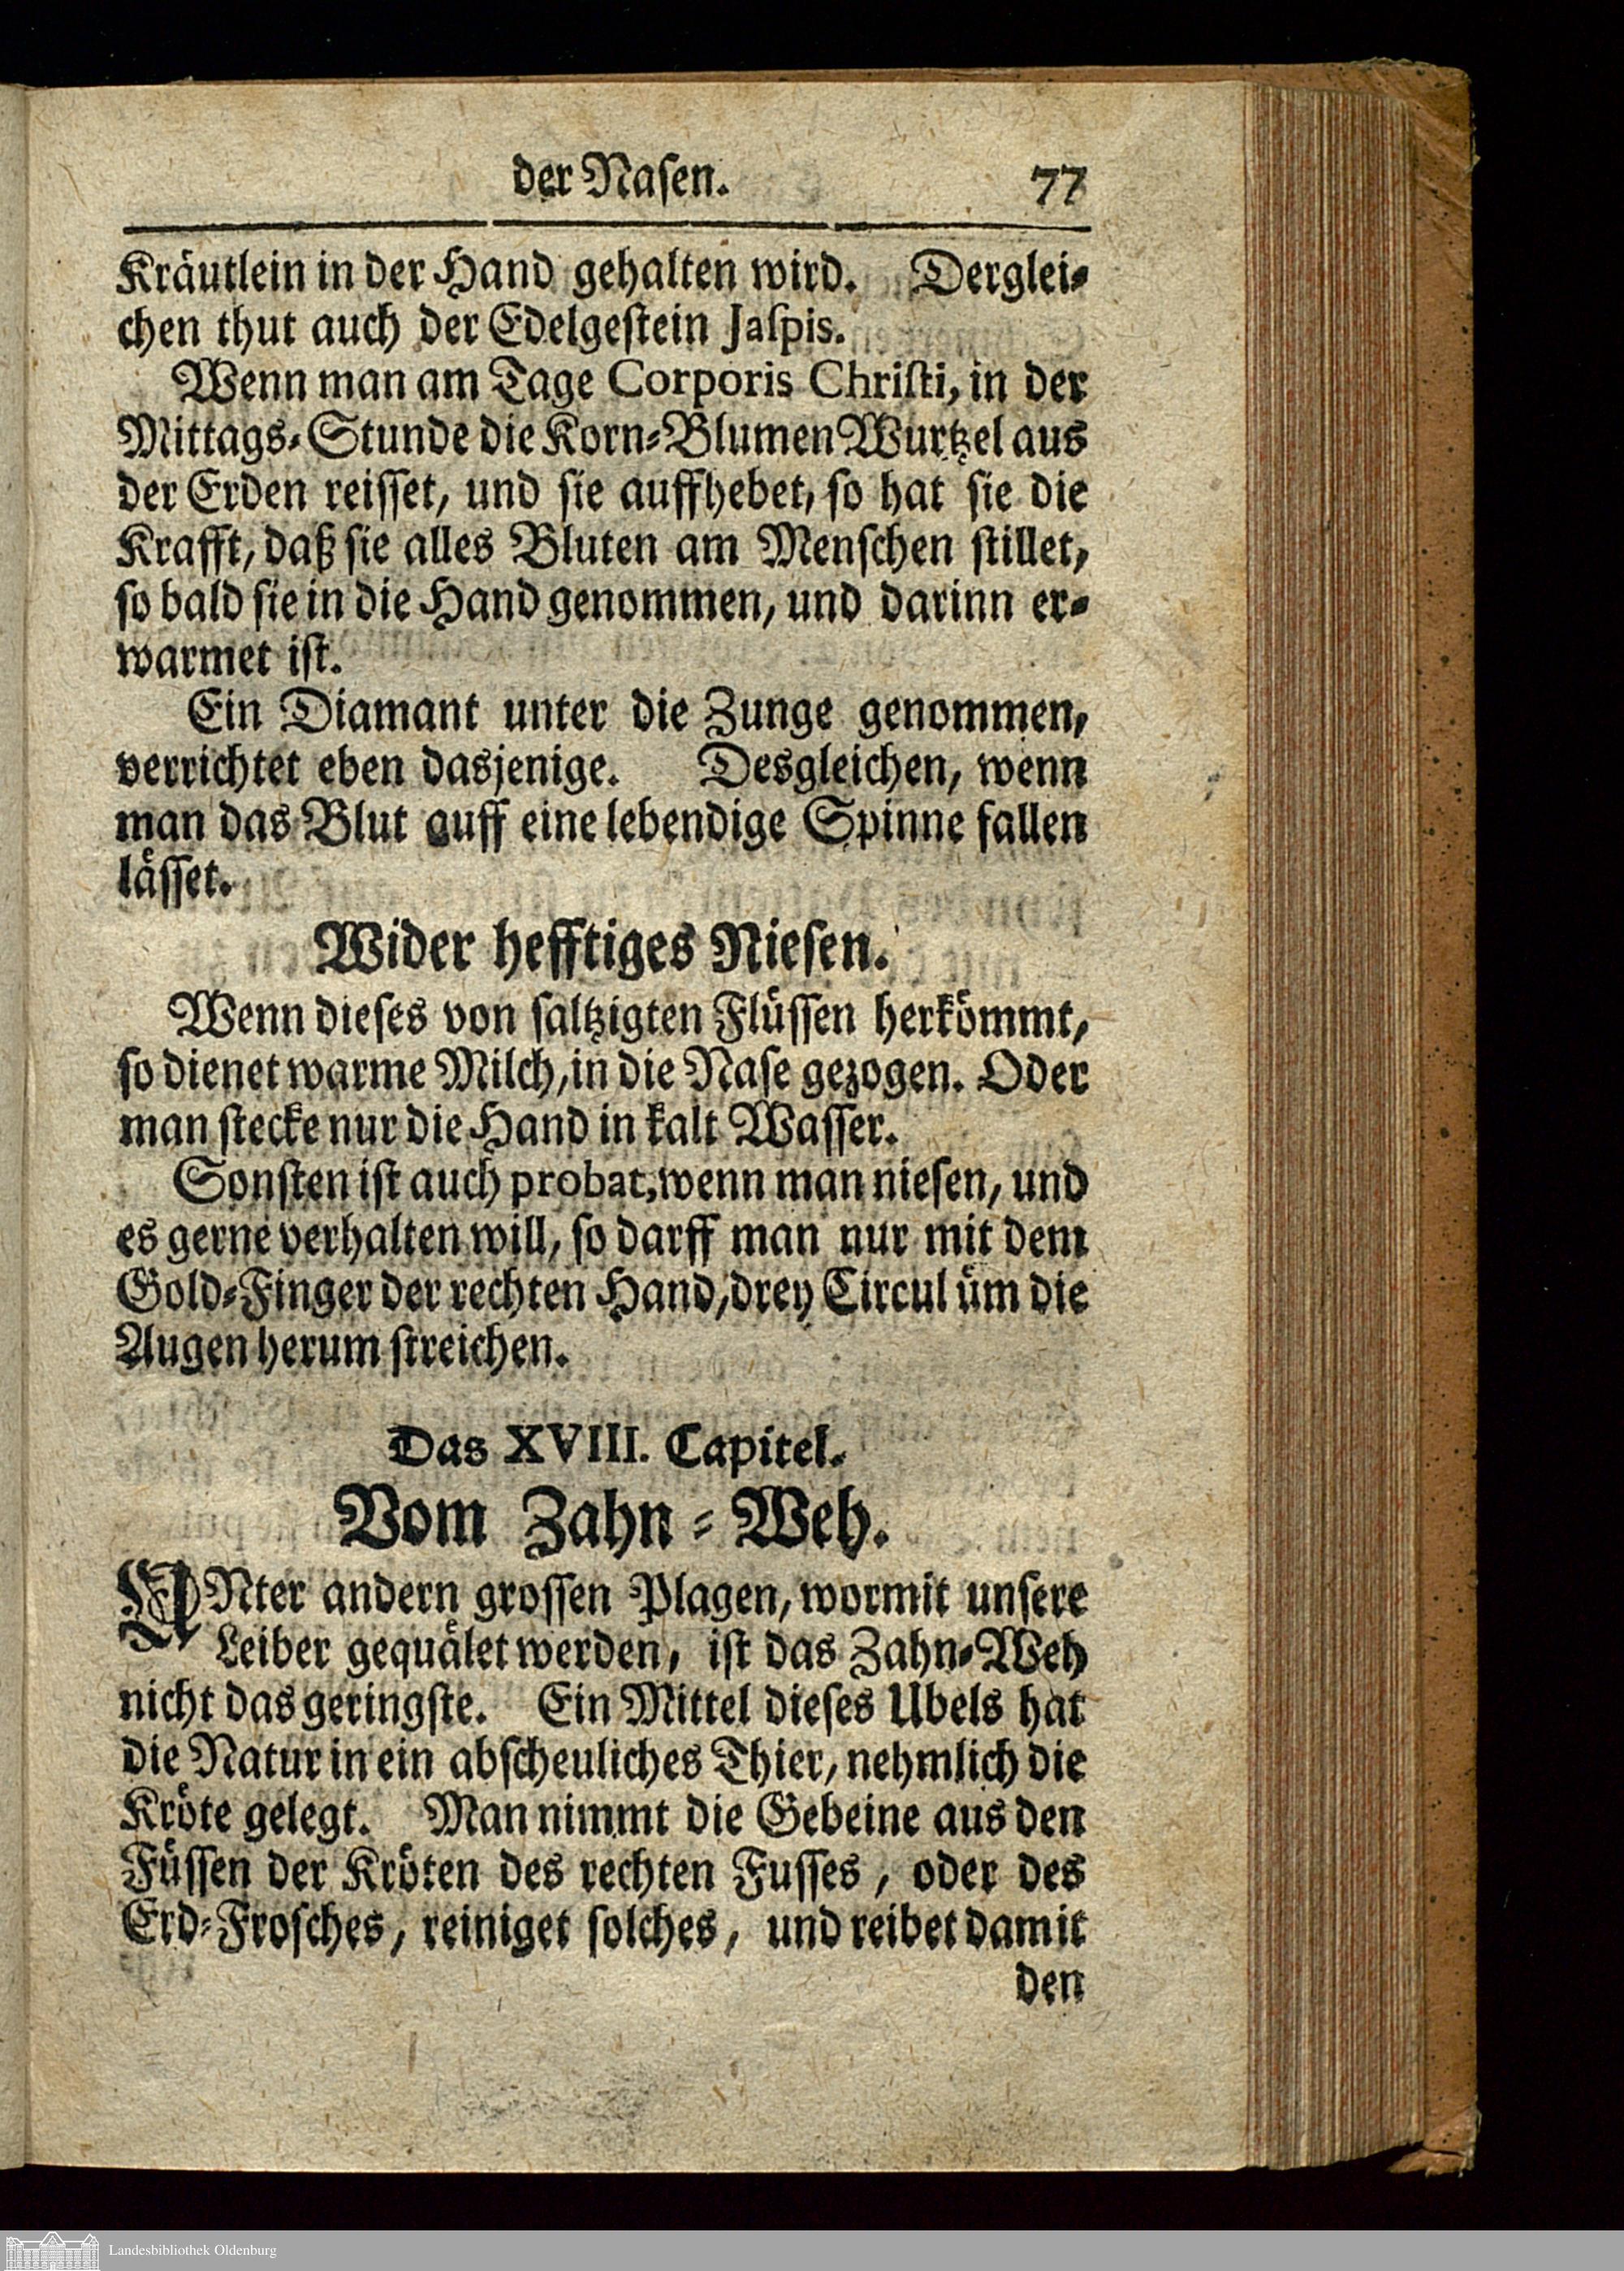 der Nasen. 77
Kräutlein in der Hand gehalten wird. Derglei-
chen thut auch der Edelgestein Jaspis.
Wenn man am Tage Corporis Christi, in der
Mittags-Stunde die Korn-Blumen Wurtzel aus
der Erden reisset, und sie auffhebet, so hat sie die
Krafft, daß sie alles Bluten am Menschen stillet,
so bald sie in die Hand genommen, und darinn er-
warmet ist.
Ein Diamant unter die Zunge genommen,
verrichtet eben dasjenige. Desgleichen, wenn
man das Blut auff eine lebendige Spinne fallen
lässet.
Wider hefftiges Niesen.
Wenn dieses von saltzigten Flüssen herkömmt,
so dienet warme Milch, in die Nase gezogen. Oder
man stecke nur die Hand in kalt Wasser.
Sonsten ist auch probat, wenn man niesen, und
es gerne verhalten will, so darff man nur mit dem
Gold-Finger der rechten Hand, drey Circul üm die
Augen herum streichen.
Das XVIII. Capitel.
Vom Zahn-Weh.
UNter andern grossen Plagen, wormit unsere
Leiber gequälet werden, ist das Zahn-Weh
nicht das geringste. Ein Mittel dieses Ubels hat
die Natur in ein abscheuliches Thier, nehmlich die
Kröte gelegt. Man nimmt die Gebeine aus den
Füssen der Kröten des rechten Fusses, oder des
Erd-Frosches, reiniget solches, und reibet damit
den
Landesbibliothek Oldenburg